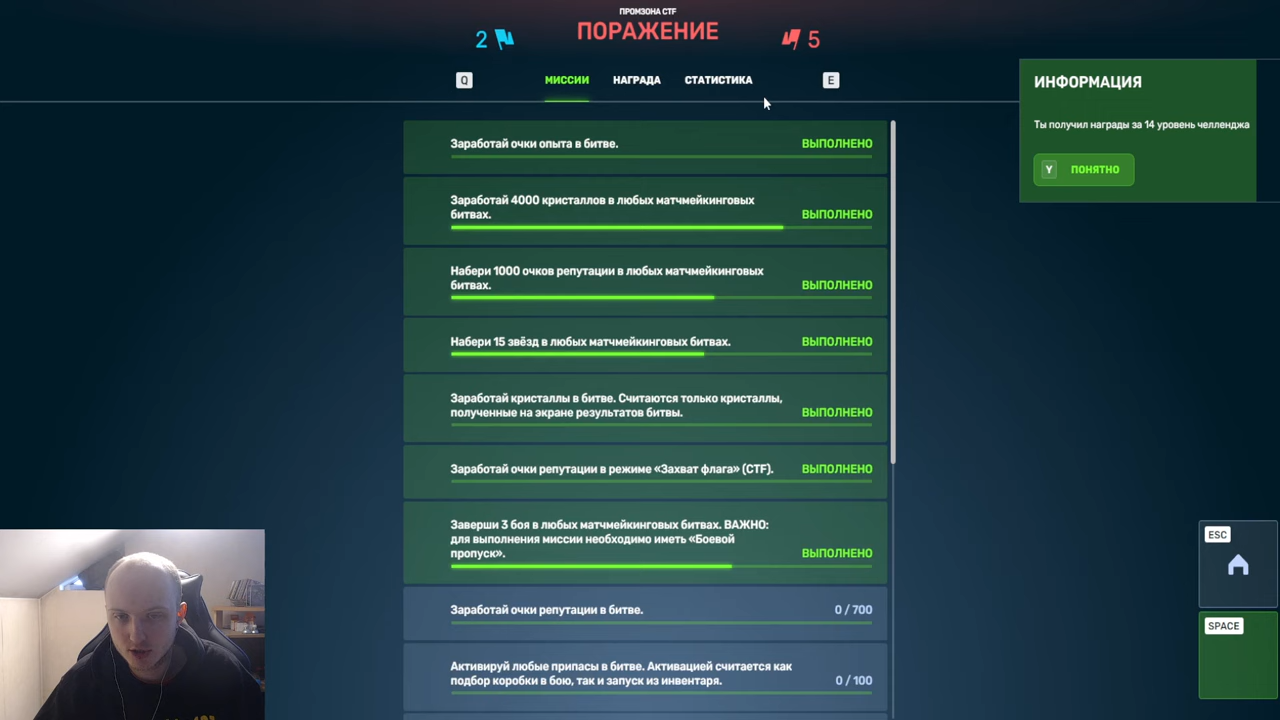 ПРОМЗОНА CTF
ПОРАЖЕНИЕ
2
5
Q
МИССИИ
НАГРАДА
СТАТИСТИКА
E
ИНФОРМАЦИЯ
Ты получил награды за 14 уровень челленджа
Y ПОНЯТНО
Заработай очки опыта в битве.
ВЫПОЛНЕНО
Заработай 4000 кристаллов в любых матчмейкинговых
битвах.
ВЫПОЛНЕНО
Набери 1000 очков репутации в любых матчмейкинговых
битвах.
ВЫПОЛНЕНО
Набери 15 звёзд в любых матчмейкинговых битвах.
ВЫПОЛНЕНО
Заработай кристаллы в битве. Считаются только кристаллы,
полученные на экране результатов битвы.
ВЫПОЛНЕНО
Заработай очки репутации в режиме «Захват флага» (CTF).
ВЫПОЛНЕНО
Заверши 3 боя в любых матчмейкинговых битвах. ВАЖНО:
для выполнения миссии необходимо иметь «Боевой
пропуск».
ВЫПОЛНЕНО
Заработай очки репутации в битве.
0 / 700
Активируй любые припасы в битве. Активацией считается как
подбор коробки в бою, так и запуск из инвентаря.
0 / 100
ESC
SPACE